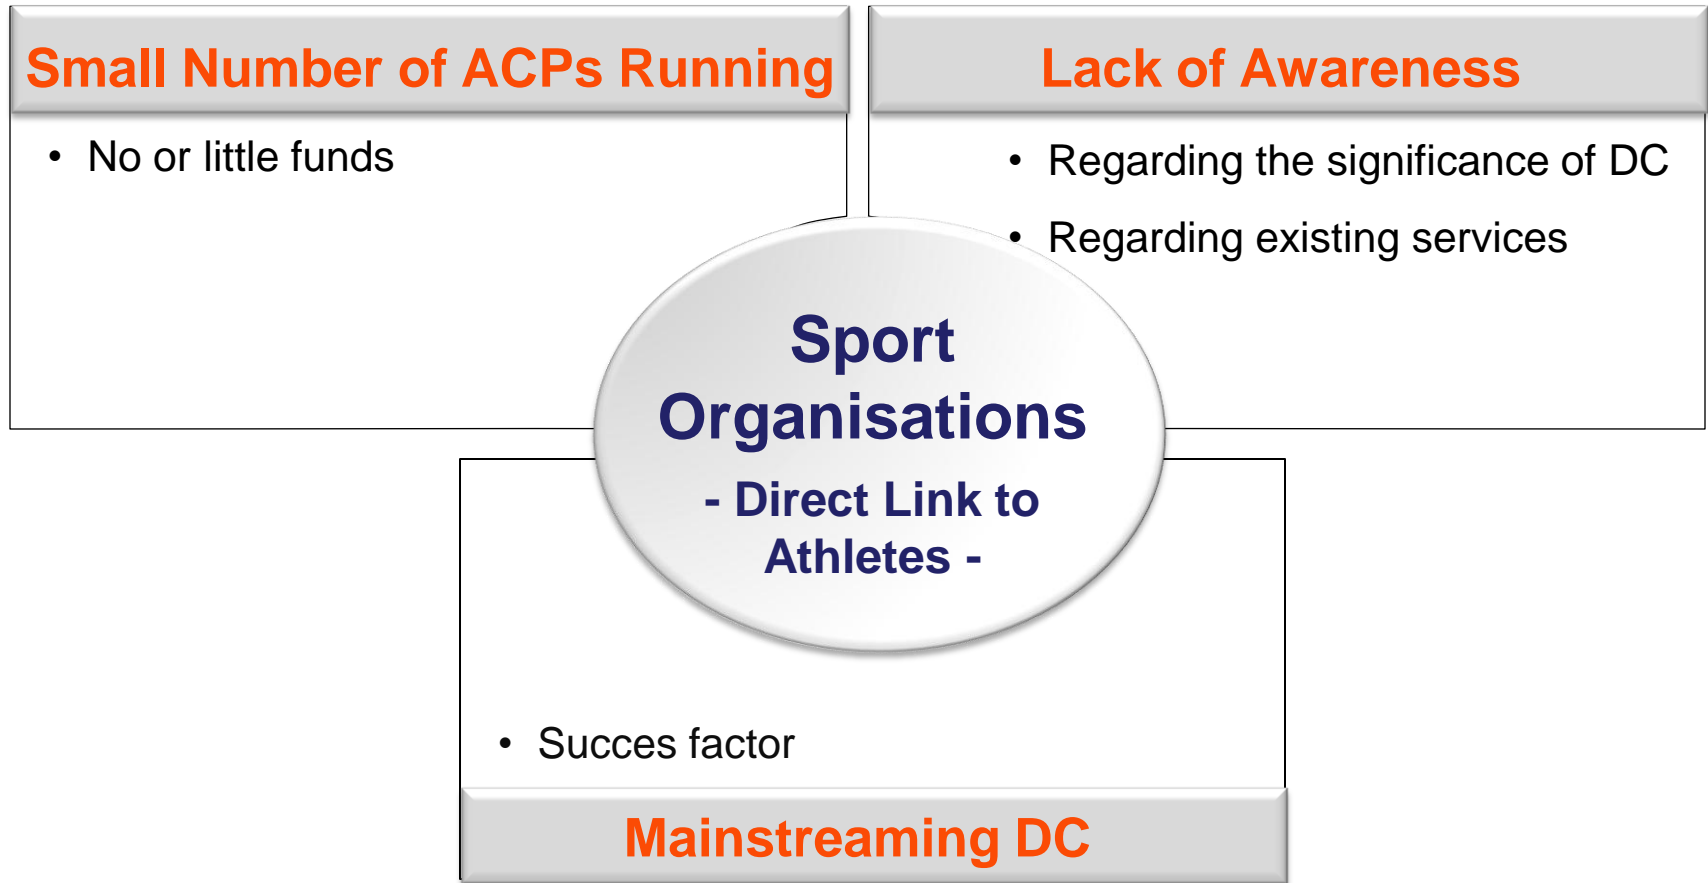 Small Number of ACPs Running
• No or little funds
Lack of Awareness
• Regarding the significance of DC
• Regarding existing services
Sport
Organisations
- Direct Link to
Athletes -
• Succes factor
Mainstreaming DC